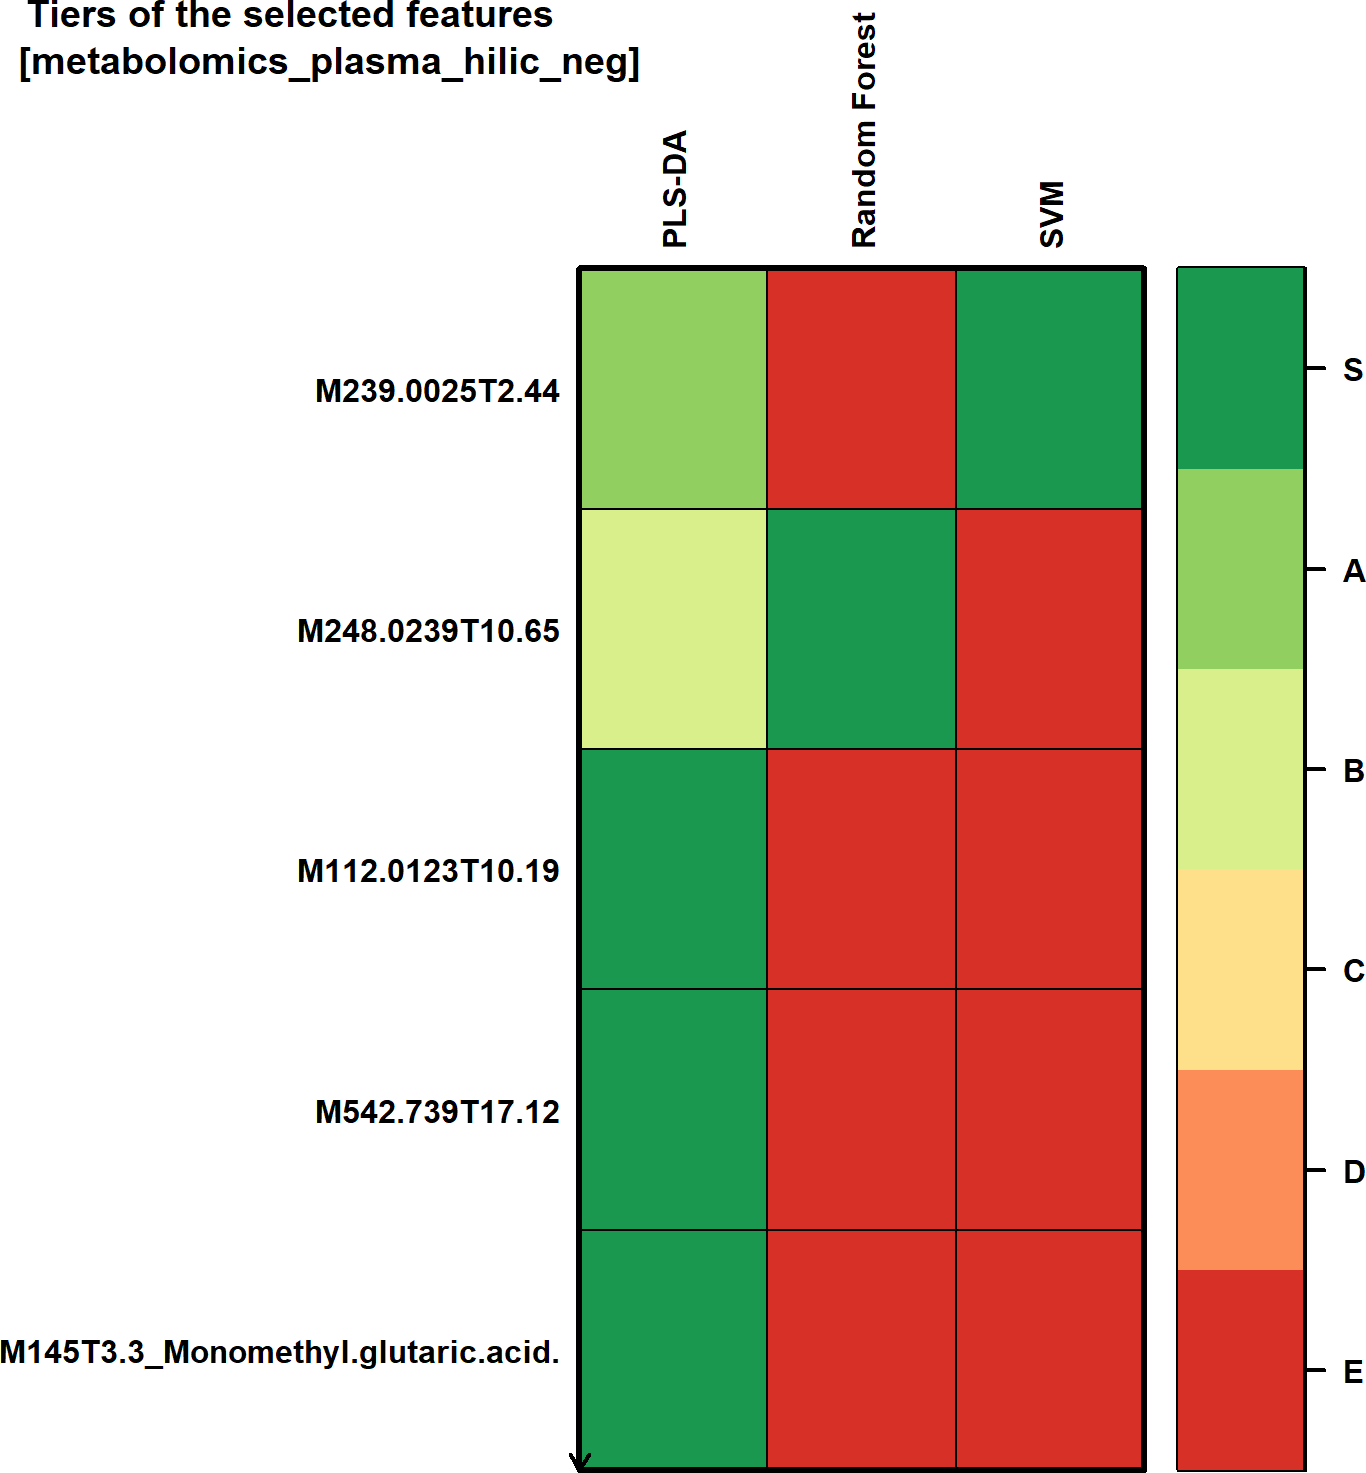 Tiers of the selected features
[metabolomics_plasma_hilic_neg]
PLS-DA
Random Forest
SVM
M239.0025T2.44
M248.0239T10.65
M112.0123T10.19
M542.739T17.12
M145T3.3_Monomethyl.glutaric.acid.
S
A
B
C
D
E